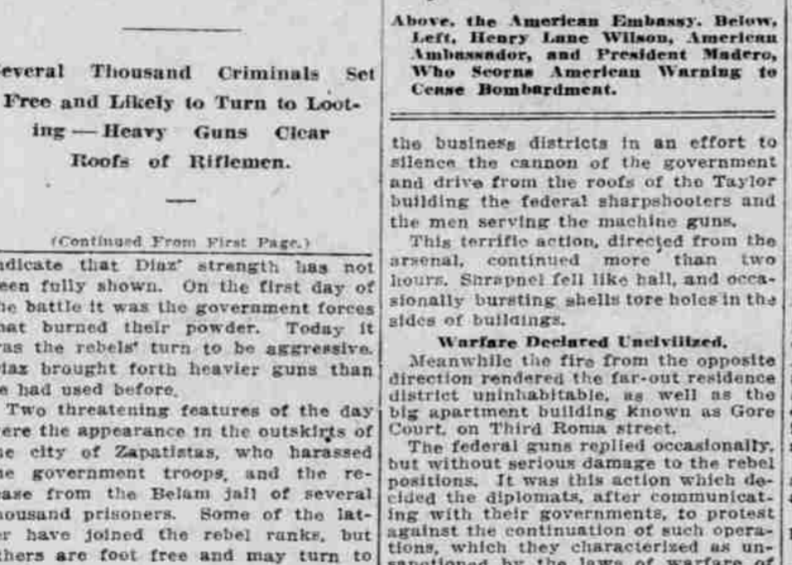 everal Thousand Criminals Set
Free and Likely to Turn to Loot-
ing — Heavy Guns Clear
Roofs of Riflemen.
(Continued From First Page.)
ndicate that Diaz' strength has not
een fully shown. On the first day of
he battle it was the government forces
hat burned their powder. Today it
as the rebels' turn to be aggressive.
iaz brought forth heavier guns than
e had used before.
Two threatening features of the day
ere the appearance in the outskirts of
he city of Zapatistas, who harassed
he government troops, and the re-
ease from the Belam jail of several
housand prisoners. Some of the lat-
er have joined the rebel ranks, but
thers are foot free and may turn to
Above, the American Embassy. Below,
Left, Henry Lane Wilson, American
Ambassador, and President Madero,
Who Scorns American Warning to
Cease Bombardment.
the business districts in an effort to
silence the cannon of the government
and drive from the roofs of the Taylor
building the federal sharpshooters and
the men serving the machine guns.
This terrific action, directed from the
arsenal, continued more than two
hours. Shrapnel fell like hail, and occa-
sionally bursting shells tore holes in the
sides of buildings.
Warfare Declared Uncivilized.
Meanwhile the fire from the opposite
direction rendered the far-out residence
district uninhabitable, as well as the
big apartment building known as Gore
Court, on Third Roma street.
The federal guns replied occasionally,
but without serious damage to the rebel
positions. It was this action which de-
cided the diplomats, after communicat-
ing with their governments, to protest
against the continuation of such opera-
tions, which they characterized as un-
sanctioned by the laws of warfare of